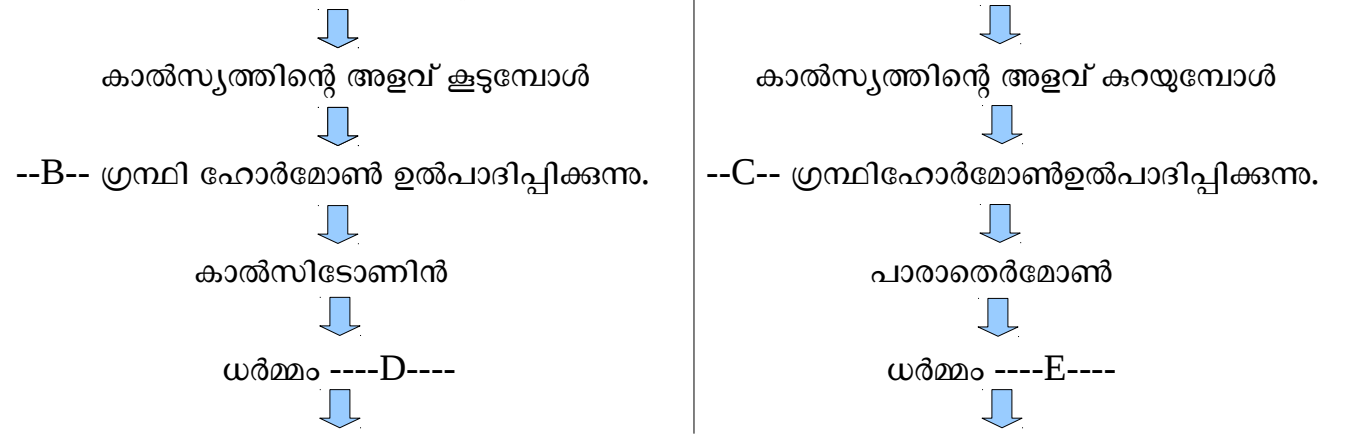 കാൽസ്യത്തിന്റെ അളവ് കൂടുമ്പോൾ
--B-- ഗ്രന്ഥി ഹോർമോൺ ഉൽപാദിപ്പിക്കുന്നു.
കാൽസിടോണിൻ
ധർമ്മം ----D----
കാൽസ്യത്തിന്റെ അളവ് കുറയുമ്പോൾ
--C-- ഗ്രന്ഥിഹോർമോൺഉൽപാദിപ്പിക്കുന്നു.
പാരാതെർമോൺ
ധർമ്മം ----E----